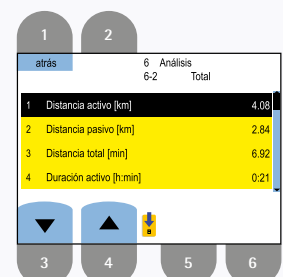 1 2
atrás 6 Análisis
6-2 Total
1 Distancia activo [km] 4.08
2 Distancia pasivo [km] 2.84
3 Distancia total [min] 6.92
4 Duración activo [h:min] 0:21
3 4 5 6